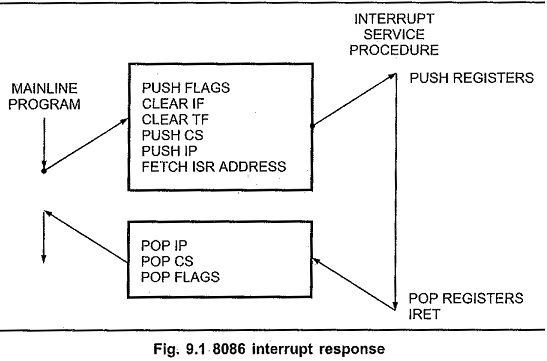 INTERRUPT
SERVICE
PROCEDURE
MAINLINE
PROGRAM
PUSH FLAGS
CLEAR IF
CLEAR TF
PUSH CS
PUSH IP
FETCH ISR ADDRESS
PUSH REGISTERS
POP IP
POP CS
POP FLAGS
POP REGISTERS
IRET
Fig. 9.1 8086 interrupt response